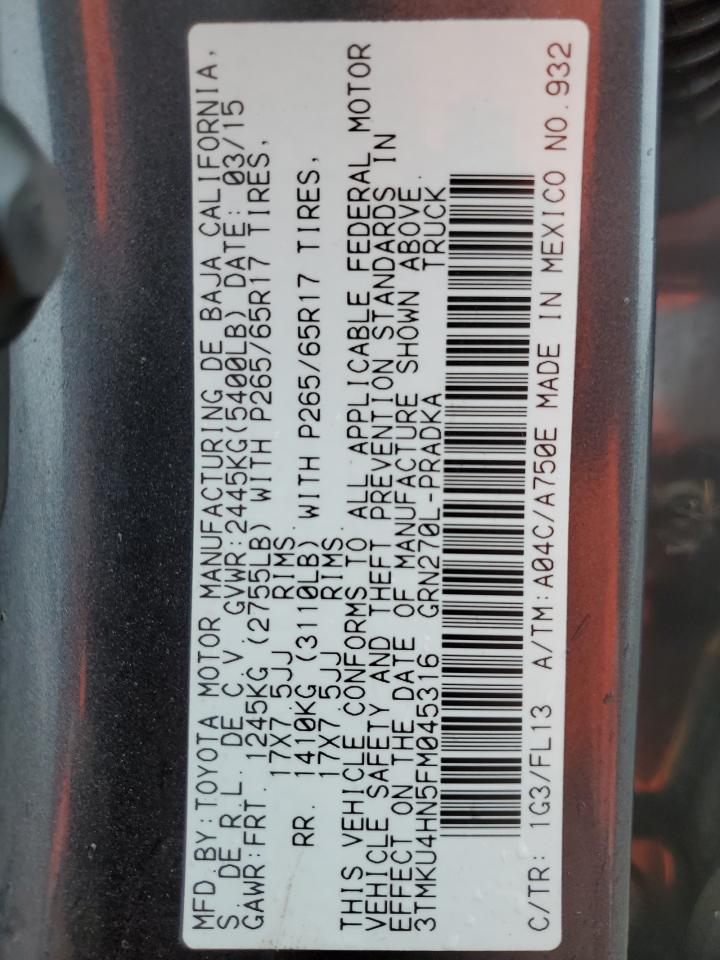 MFD.BY:TOYOTA MOTOR MANUFACTURING DE BAJA CALIFORNIA,
S. DE R.L. DE C.V. GVWR:2445KG(5400LB) DATE: 03/15
GAWR:FRT. 1245KG (2755LB) WITH P265/65R17 TIRES,
17X7.5JJ RIMS.
RR. 1410KG (3110LB) WITH P265/65R17 TIRES,
17X7.5JJ RIMS.
THIS VEHICLE CONFORMS TO ALL APPLICABLE FEDERAL MOTOR
VEHICLE SAFETY AND THEFT PREVENTION STANDARDS IN
EFFECT ON THE DATE OF MANUFACTURE SHOWN ABOVE.
3TMKU4HN5FM045316 GRN270L-PRADKA TRUCK
C/TR: 1G3/FL13 A/TM:A04C/A750E MADE IN MEXICO NO.932